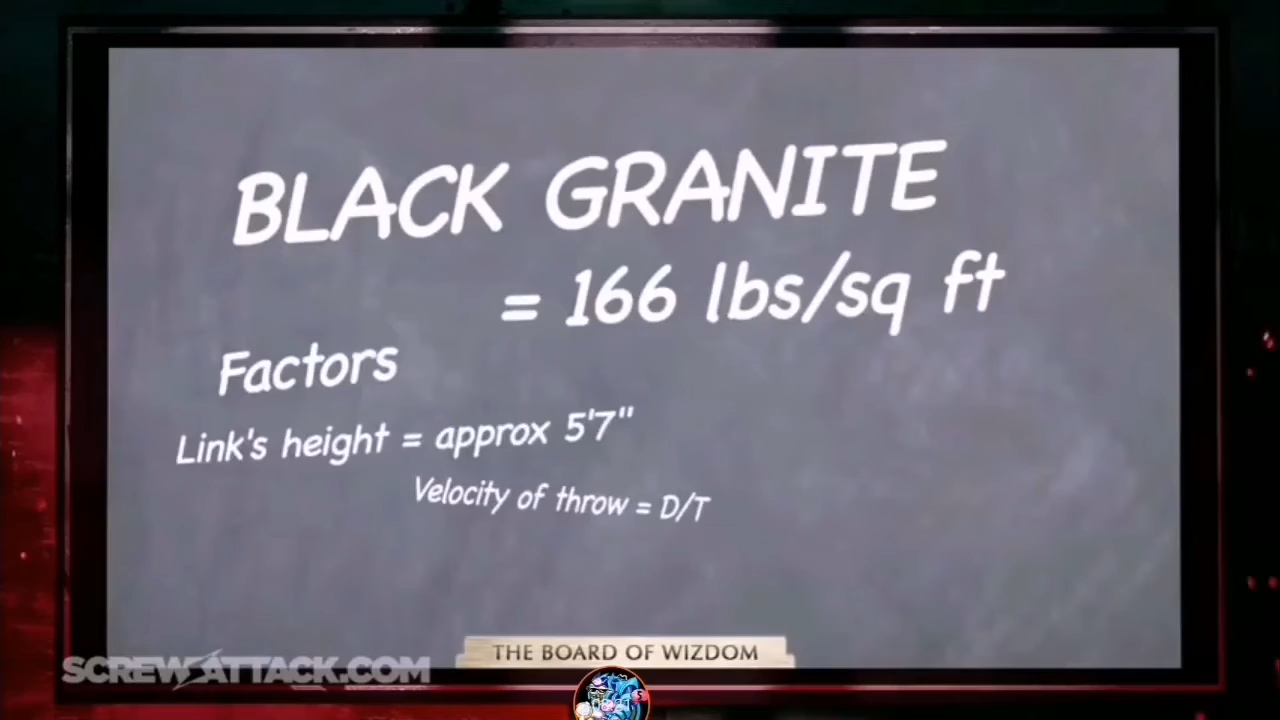 BLACK GRANITE
= 166 lbs/sq ft
Factors
Link's height = approx 5'7"
Velocity of throw = D/T
THE BOARD OF WIZDOM
SCREWATTACK.COM